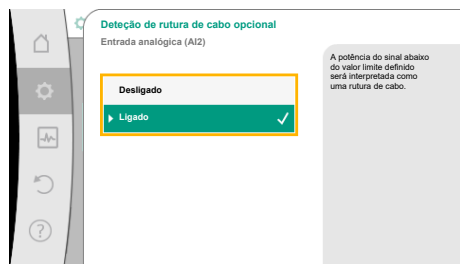 Deteção de rutura de cabo opcional
Entrada analógica (AI2)
Desligado
Ligado
A potência do sinal abaixo
do valor limite definido
será interpretada como
uma rutura de cabo.
?